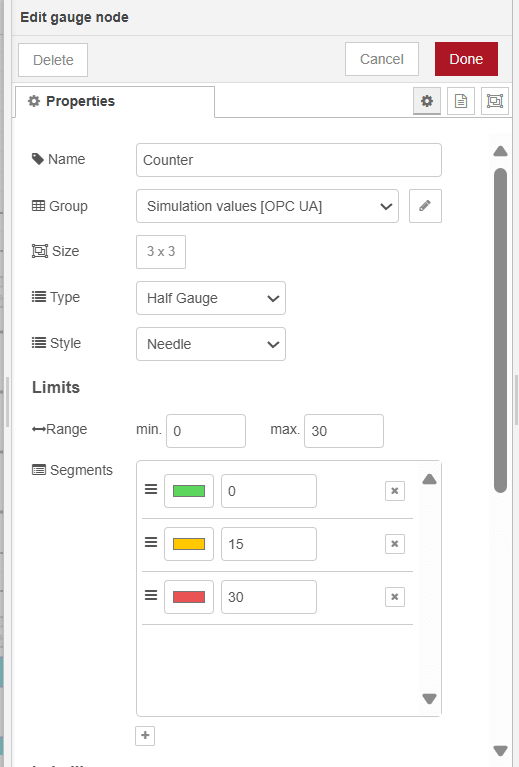 Edit gauge node
Delete
Cancel
Done
Properties
Name
Counter
Group
Simulation values [OPC UA]
Size
3 x 3
Type
Half Gauge
Style
Needle
Limits
Range
min.
0
max.
30
Segments
0
15
30